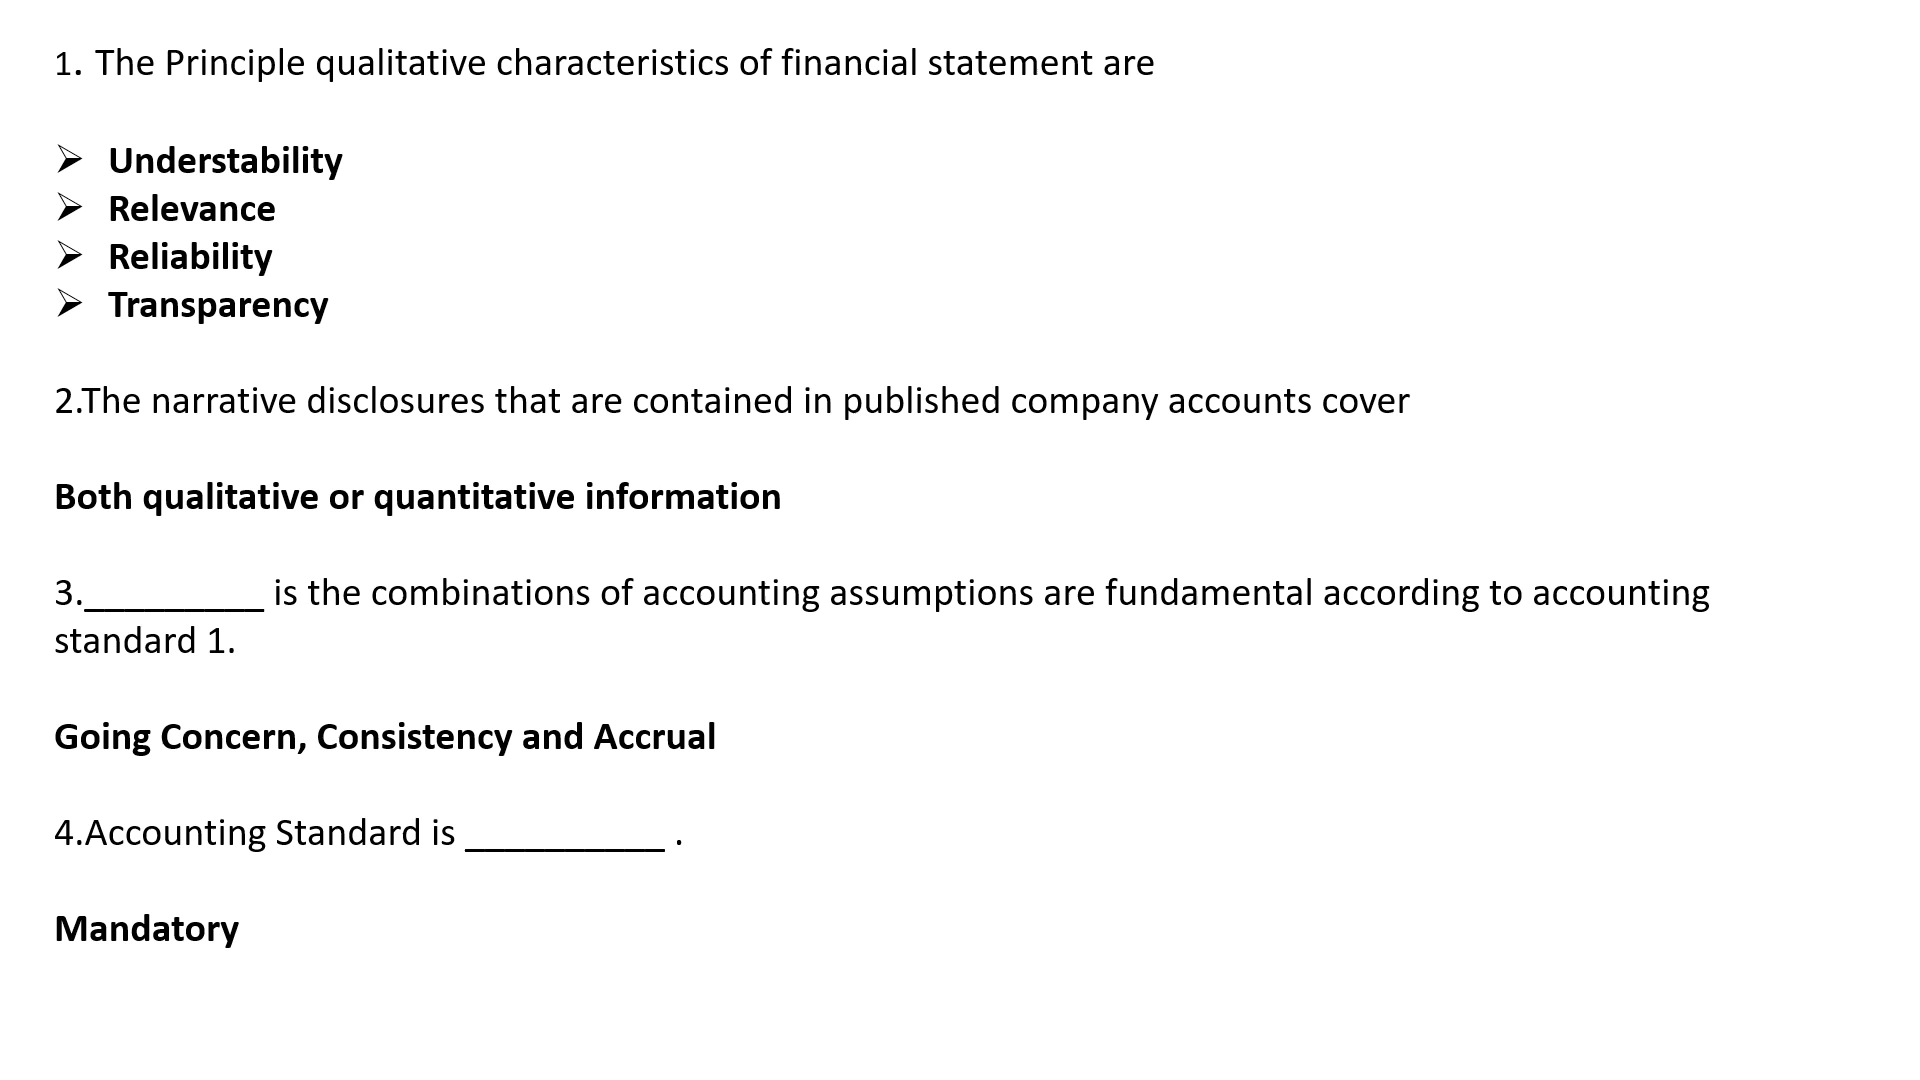 1. The Principle qualitative characteristics of financial statement are
➢ Understability
➢ Relevance
➢ Reliability
➢ Transparency
2.The narrative disclosures that are contained in published company accounts cover
Both qualitative or quantitative information
3._________ is the combinations of accounting assumptions are fundamental according to accounting
standard 1.
Going Concern, Consistency and Accrual
4.Accounting Standard is __________ .
Mandatory